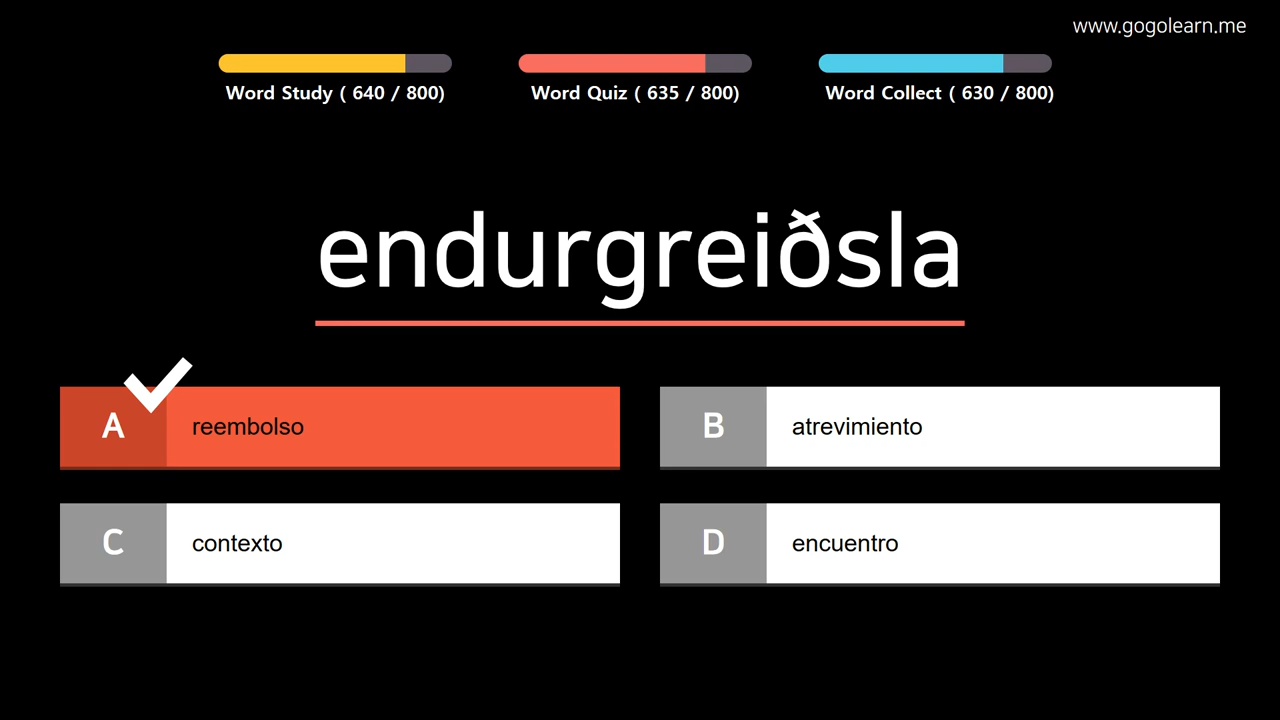 www.gogolearn.me
Word Study ( 640 / 800)
Word Quiz ( 635 / 800)
Word Collect ( 630 / 800)
endurgreiðsla
A reembolso
B atrevimiento
C contexto
D encuentro